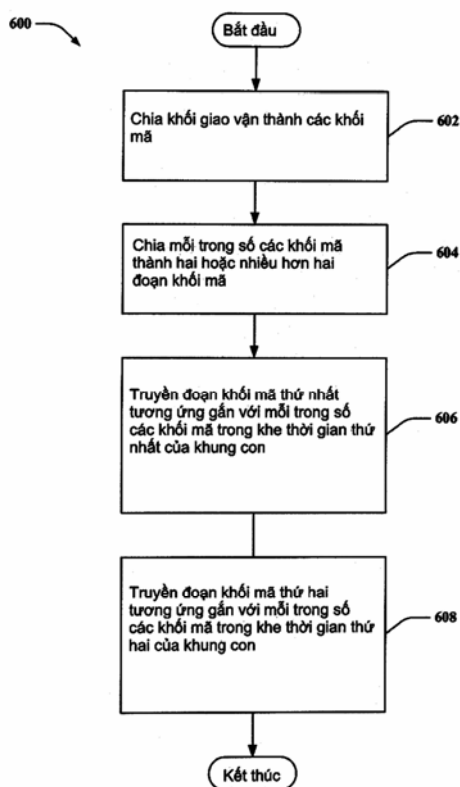 600
Bắt đầu
Chia khối giao vận thành các khối
mã
602
Chia mỗi trong số các khối mã
thành hai hoặc nhiều hơn hai
đoạn khối mã
604
Truyền đoạn khối mã thứ nhất
tương ứng gắn với mỗi trong số
các khối mã trong khe thời gian thứ
nhất của khung con
606
Truyền đoạn khối mã thứ hai
tương ứng gắn với mỗi trong số
các khối mã trong khe thời gian thứ
hai của khung con
608
Kết thúc